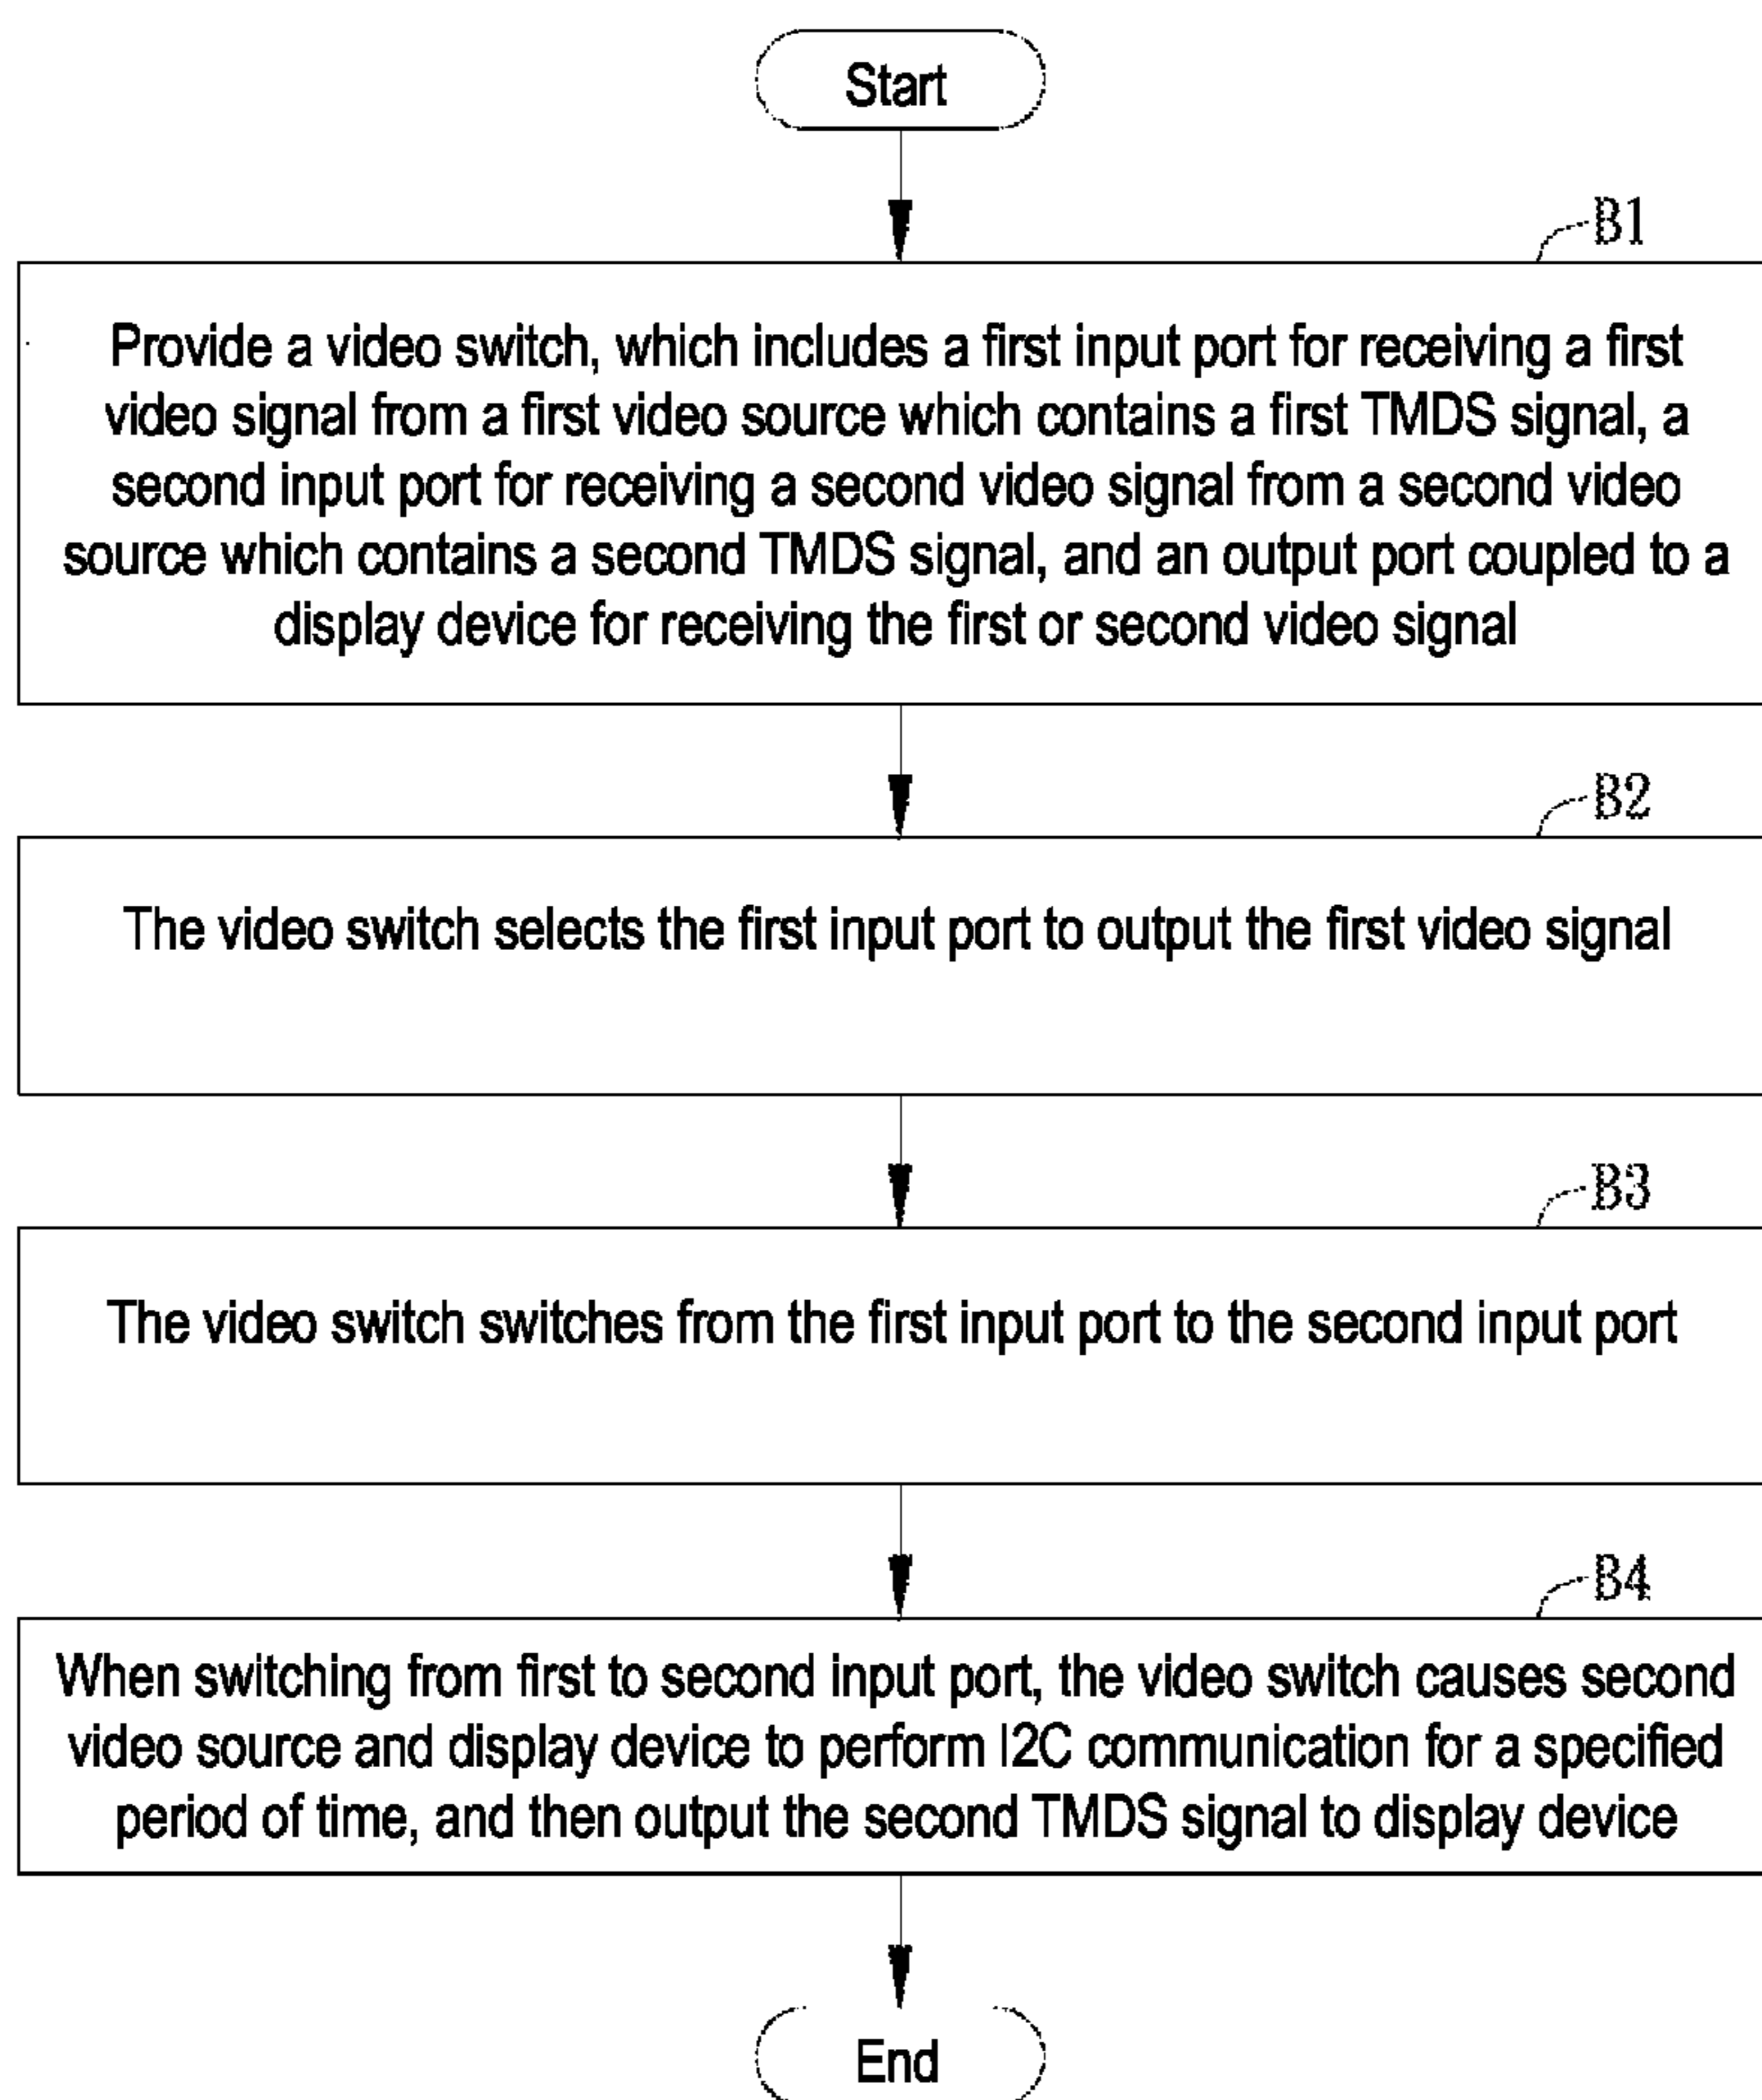 Start
B1
Provide a video switch, which includes a first input port for receiving a first
video signal from a first video source which contains a first TMDS signal, a
second input port for receiving a second video signal from a second video
source which contains a second TMDS signal, and an output port coupled to a
display device for receiving the first or second video signal
B2
The video switch selects the first input port to output the first video signal
B3
The video switch switches from the first input port to the second input port
B4
When switching from first to second input port, the video switch causes second
video source and display device to perform I2C communication for a specified
period of time, and then output the second TMDS signal to display device
End